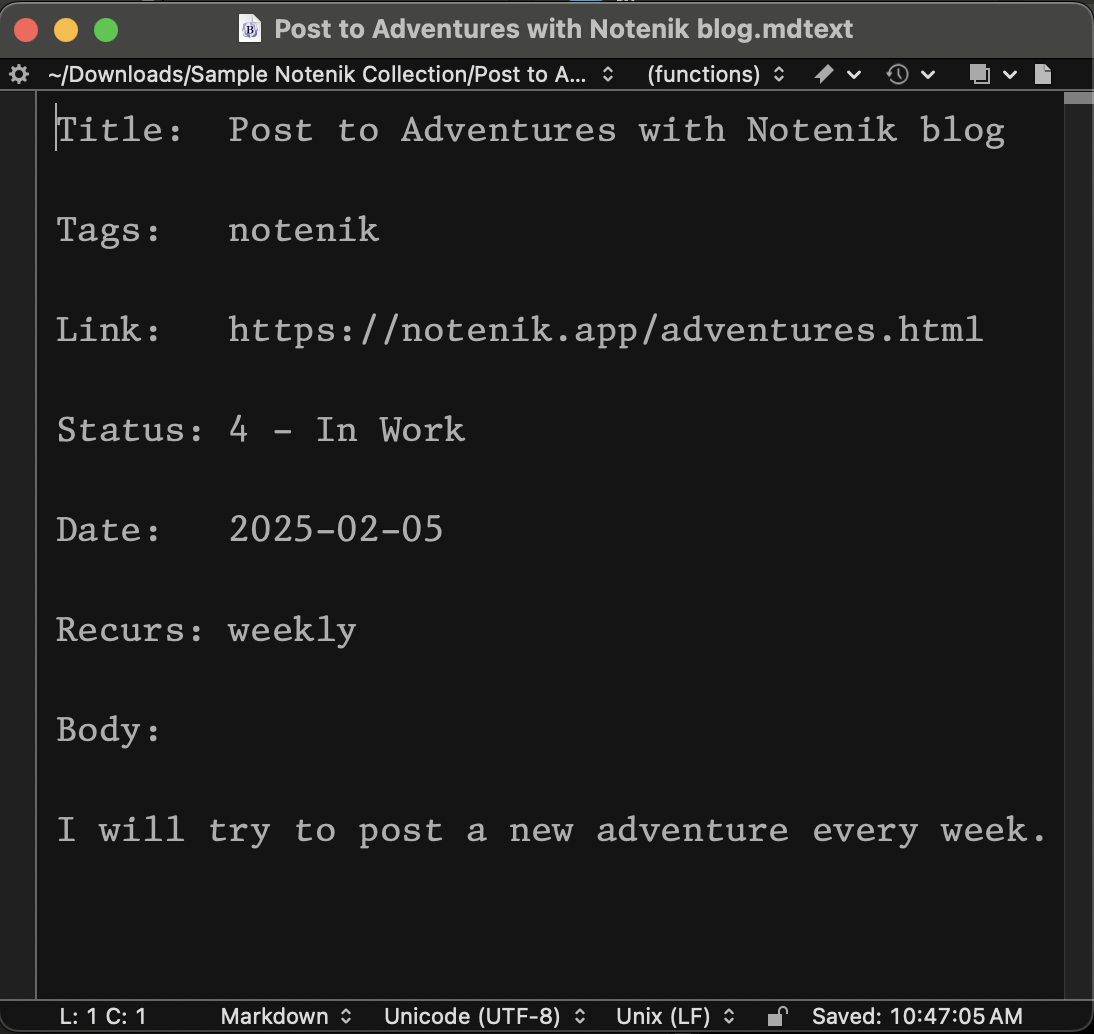 Post to Adventures with Notenik blog.mdtext
~/Downloads/Sample Notenik Collection/Post to A... (functions)
Title: Post to Adventures with Notenik blog
Tags: notenik
Link: https://notenik.app/adventures.html
Status: 4 - In Work
Date: 2025-02-05
Recurs: weekly
Body:
I will try to post a new adventure every week.
L: 1 C: 1 Markdown Unicode (UTF-8) Unix (LF) Saved: 10:47:05 AM